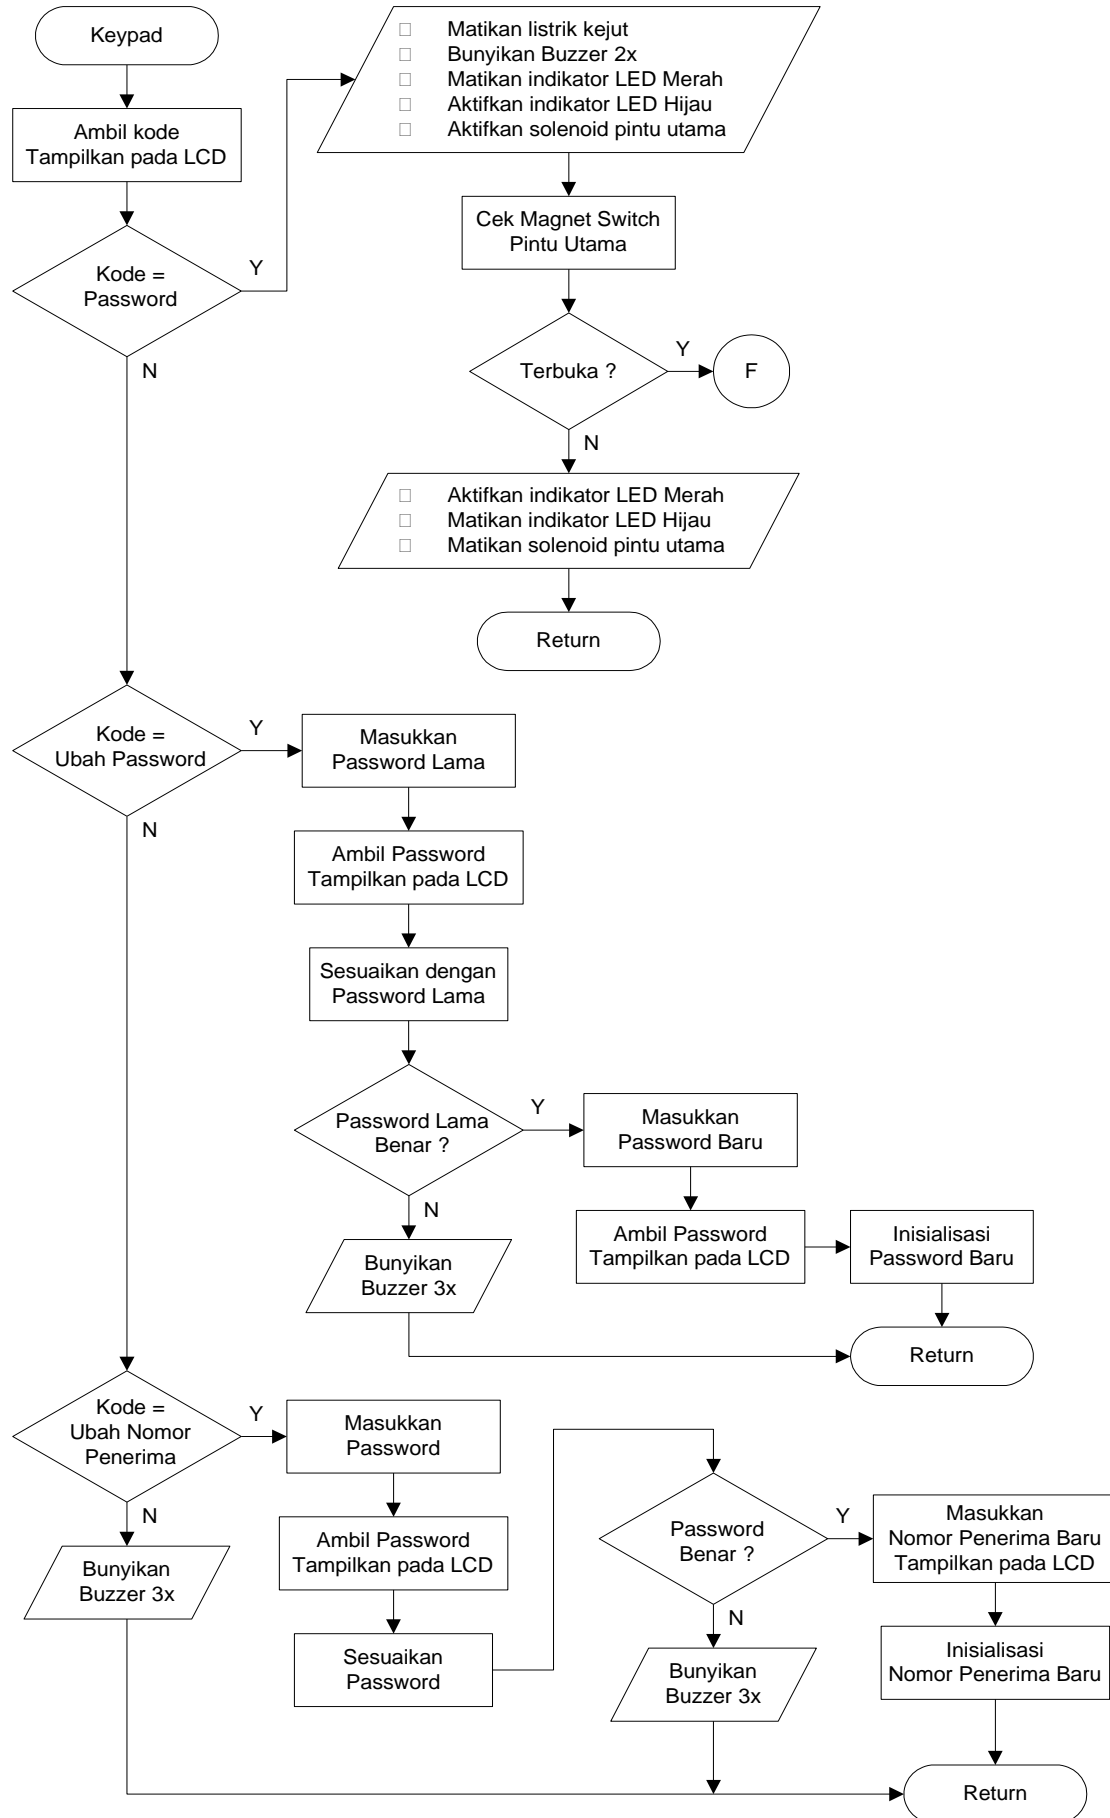 Keypad
Ambil kode
Tampilkan pada LCD
Kode =
Password
Y
N
Matikan listrik kejut
Bunyikan Buzzer 2x
Matikan indikator LED Merah
Aktifkan indikator LED Hijau
Aktifkan solenoid pintu utama
Cek Magnet Switch
Pintu Utama
Terbuka ?
Y
F
N
Aktifkan indikator LED Merah
Matikan indikator LED Hijau
Matikan solenoid pintu utama
Return
Kode =
Ubah Password
Y
N
Masukkan
Password Lama
Ambil Password
Tampilkan pada LCD
Sesuaikan dengan
Password Lama
Password Lama
Benar ?
Y
N
Masukkan
Password Baru
Ambil Password
Tampilkan pada LCD
Inisialisasi
Password Baru
Bunyikan
Buzzer 3x
Return
Kode =
Ubah Nomor
Penerima
Y
N
Masukkan
Password
Ambil Password
Tampilkan pada LCD
Sesuaikan
Password
Bunyikan
Buzzer 3x
Password
Benar ?
Y
N
Masukkan
Nomor Penerima Baru
Tampilkan pada LCD
Inisialisasi
Nomor Penerima Baru
Bunyikan
Buzzer 3x
Return